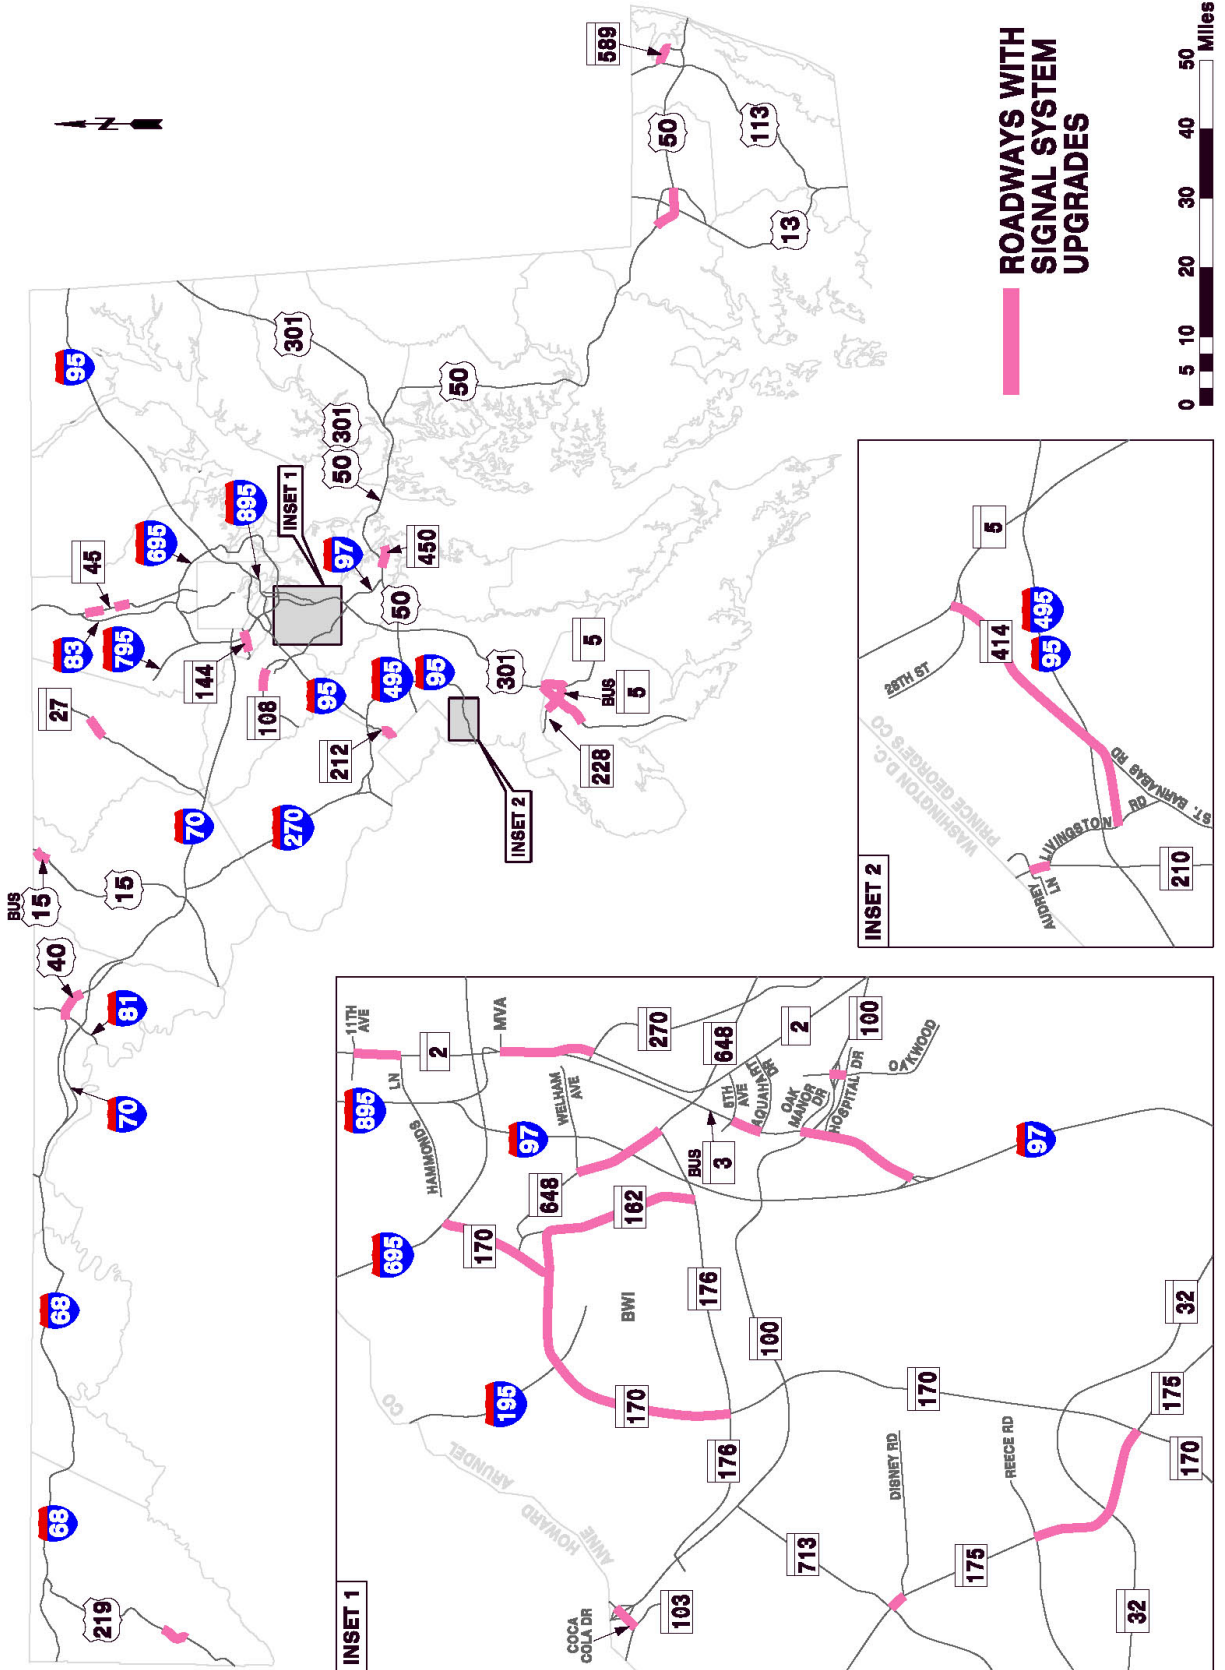 N
BUS
15
15
40
81
70
68
68
219
70
270
27
83
795
45
695
895
95
144
108
95
212
495
95
97
450
50
301
50
301
50
INSET 1
INSET 2
301
5
BUS
5
228
50
13
113
589
ROADWAYS WITH
SIGNAL SYSTEM
UPGRADES
0 5 10 20 30 40 50
Miles
INSET 1
11TH
AVE
2
MVA
LN
HAMMONDS
895
695
170
648
WELHAM
AVE
97
270
648
2
162
BWI
195
170
176
176
BUS
3
8TH
AVE
AQUAHART
DR
OAK
MANOR
DR
HOSPITAL DR
100
OAKWOOD
97
100
170
ANNE ARUNDEL CO
HOWARD
COCA
COLA DR
103
713
DISNEY RD
175
REECE RD
32
32
175
170
INSET 2
28TH ST
5
414
95
495
WASHINGTON D.C.
PRINCE GEORGE'S CO
AUDREY
LN
LIVINGSTON
RD
ST. BARNABAS RD
210